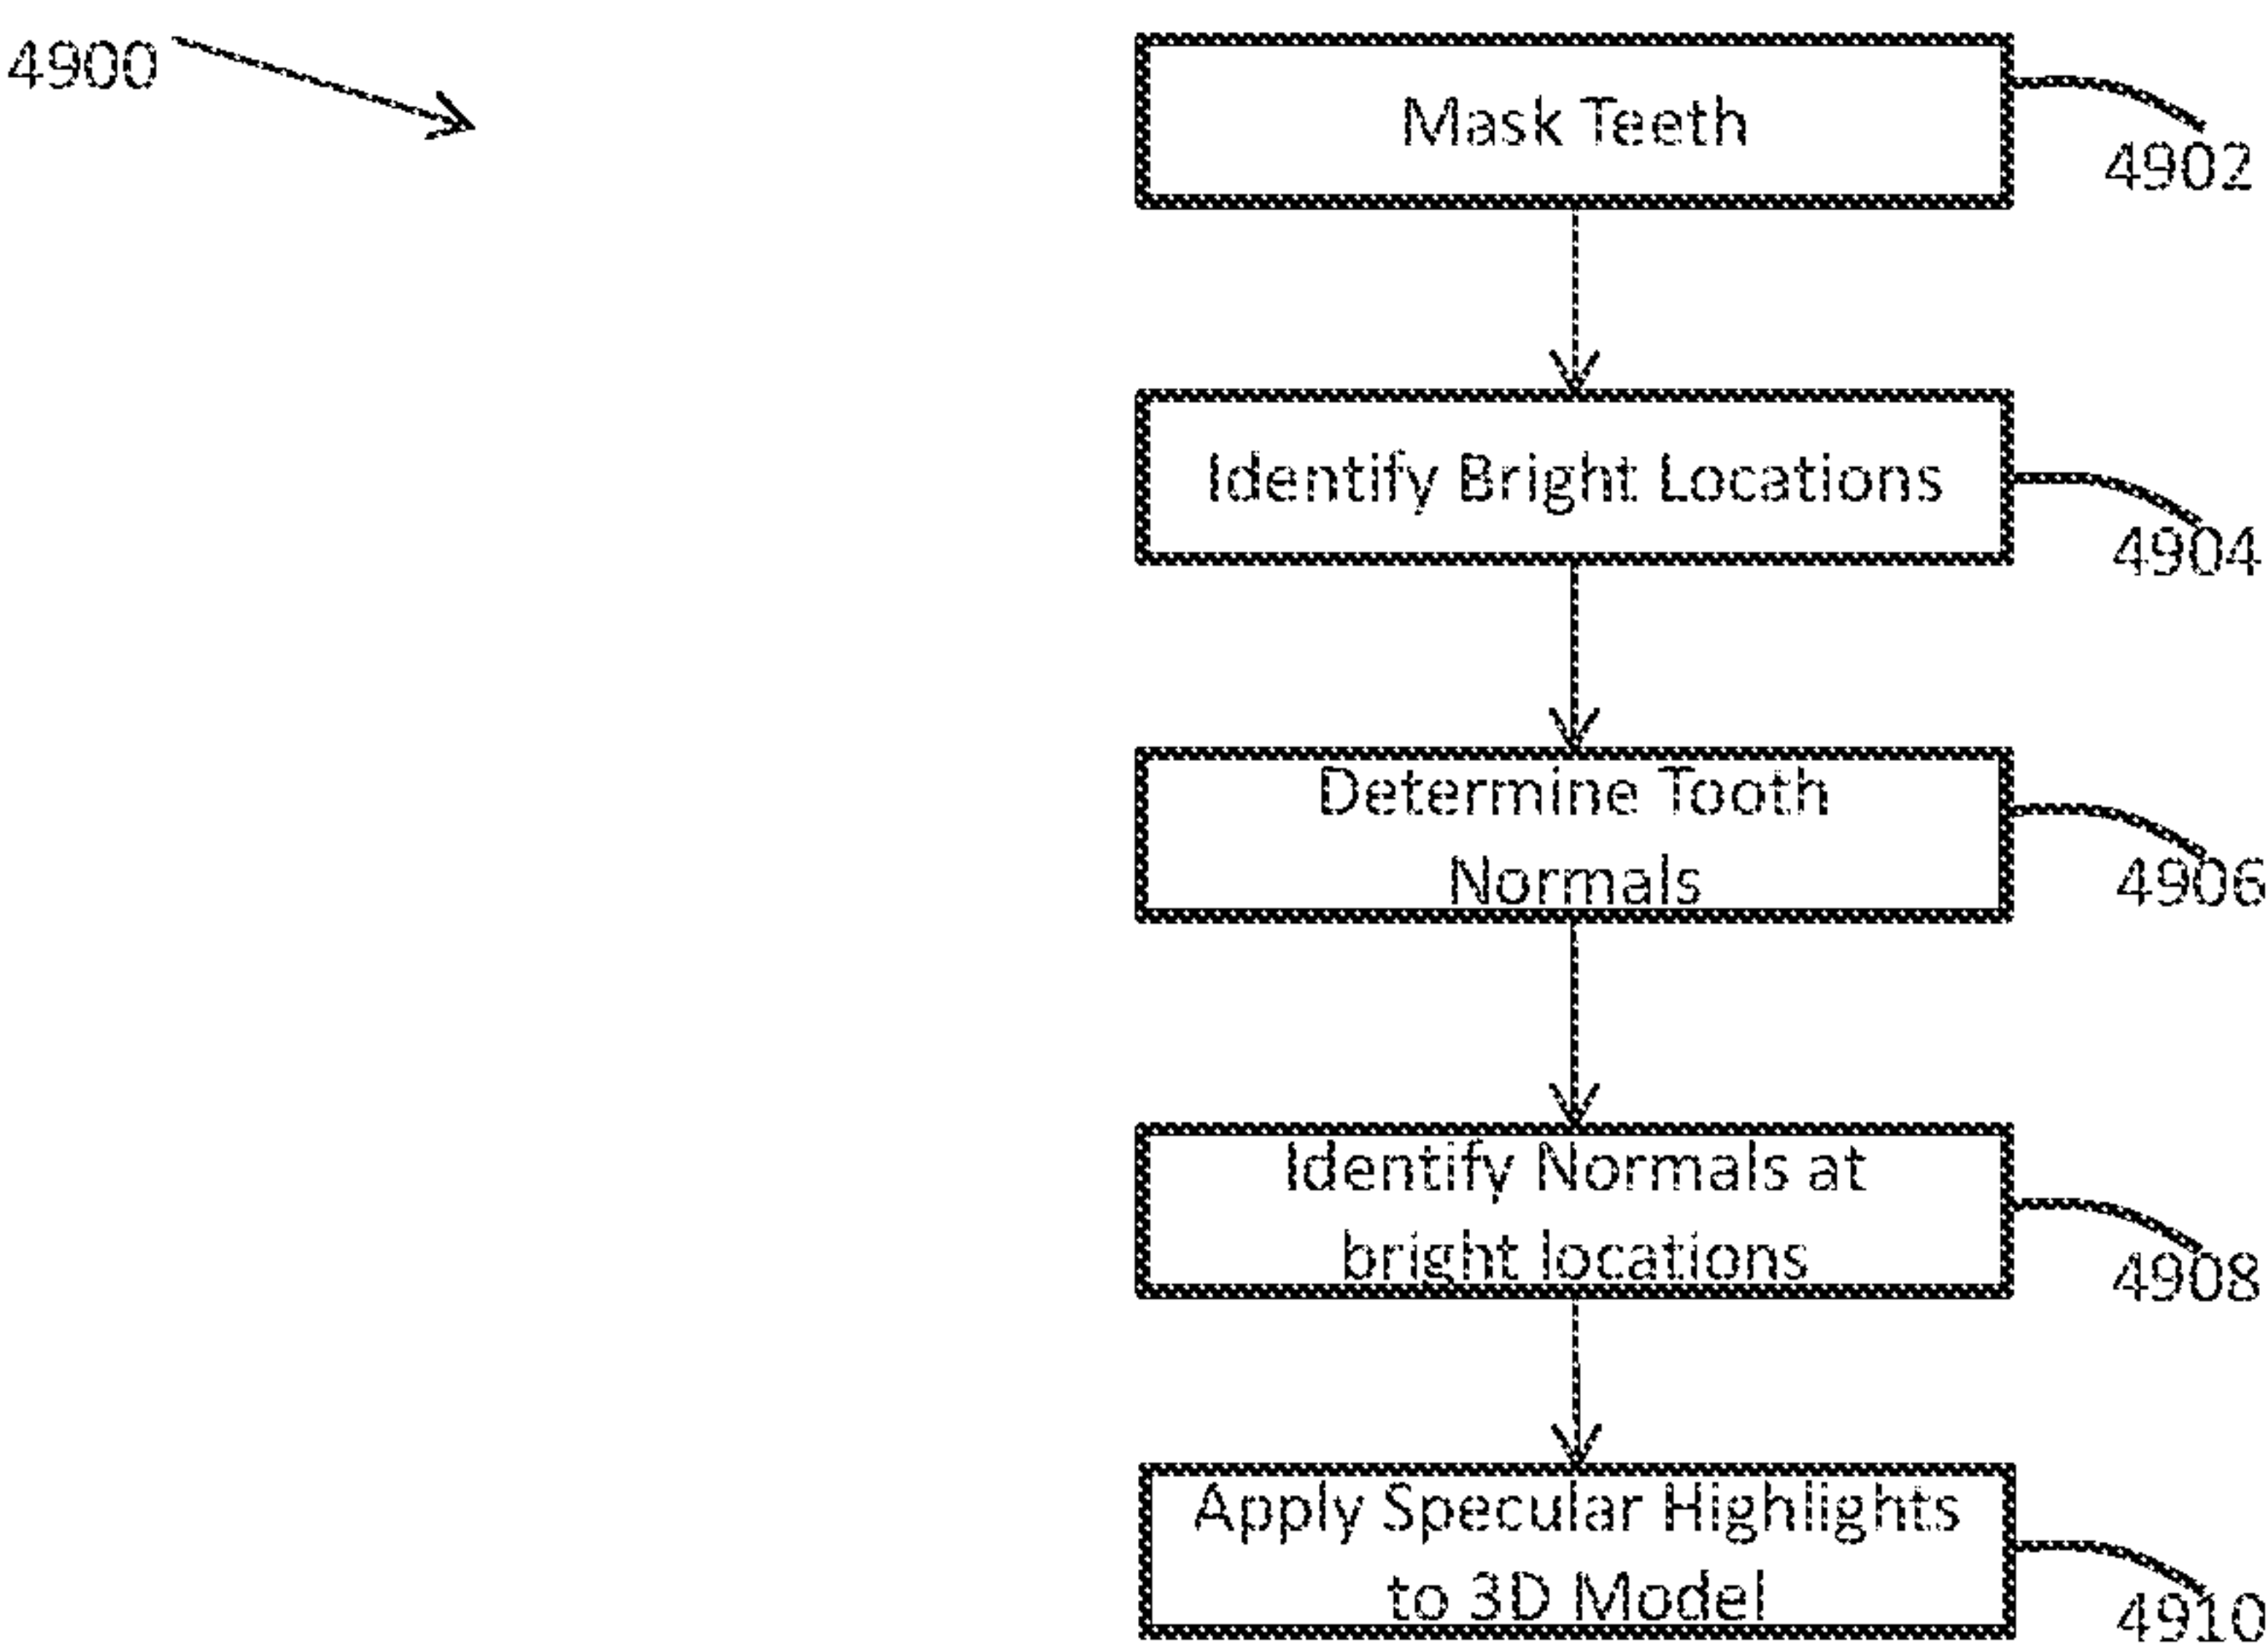 4900
Mask Teeth
4902
Identify Bright Locations
4904
Determine Tooth
Normals
4906
Identify Normals at
bright locations
4908
Apply Specular Highlights
to 3D Model
4910